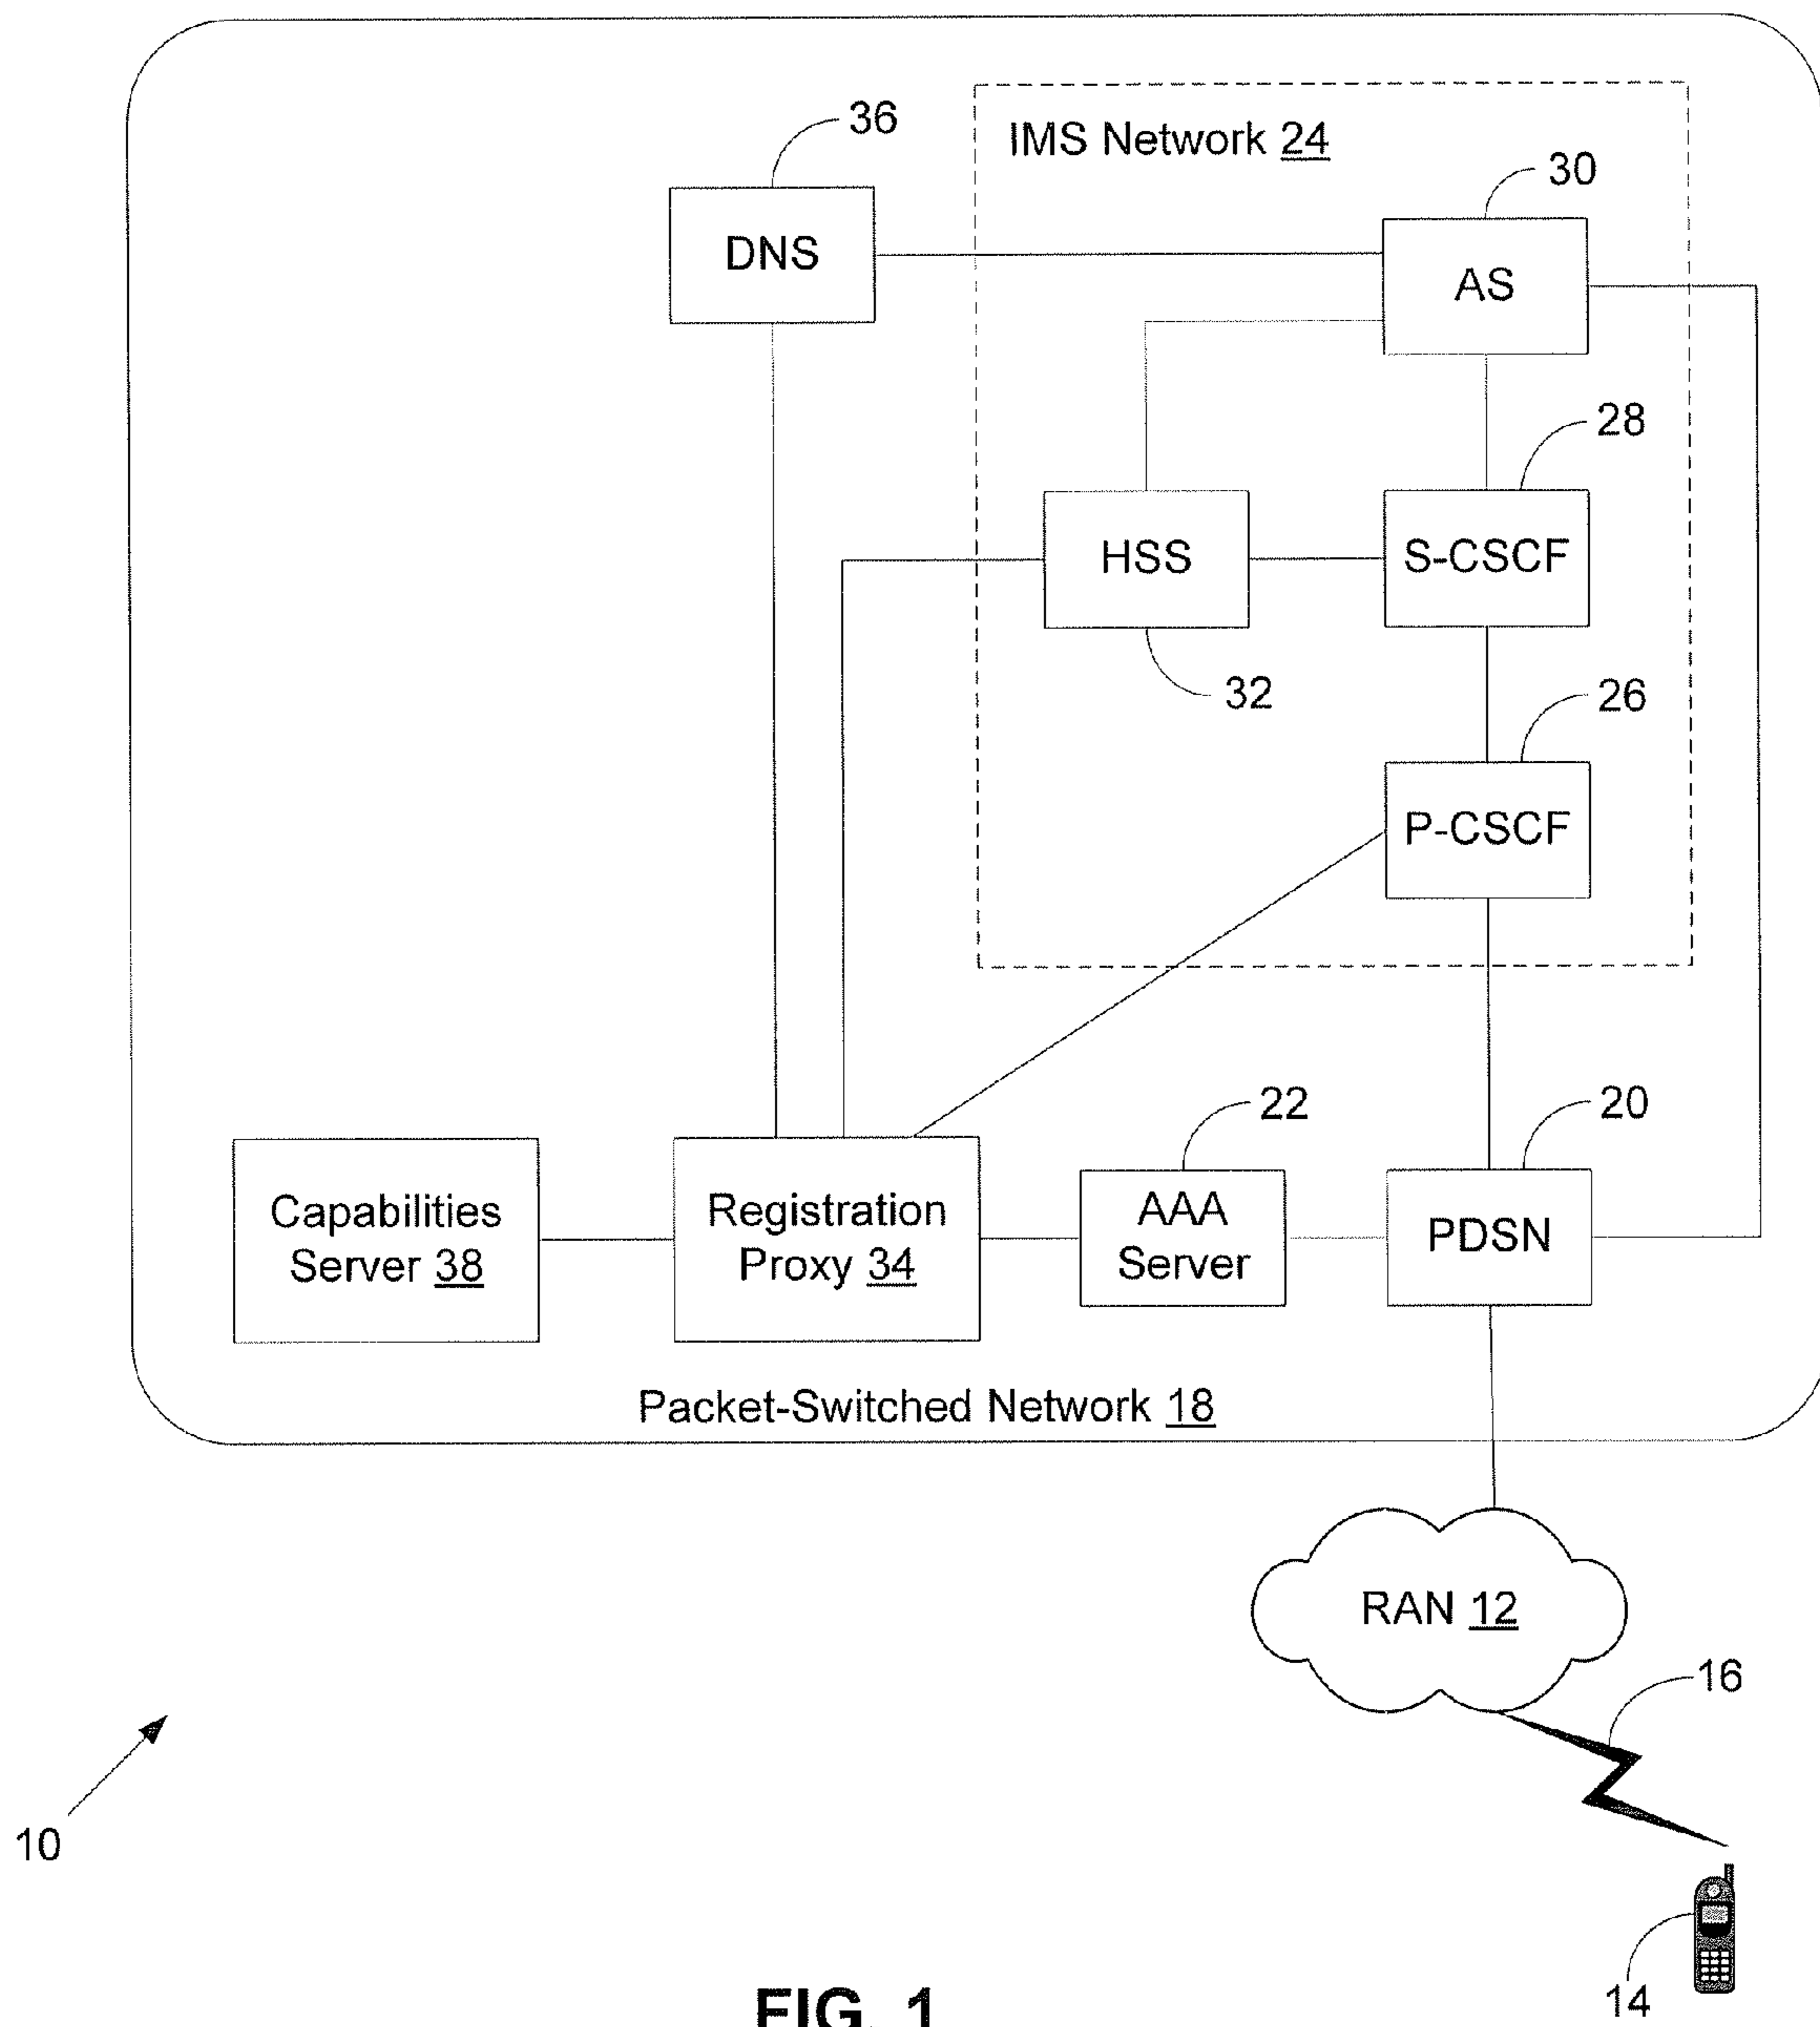 36
IMS Network 24
30
DNS
AS
28
HSS
S-CSCF
32
26
P-CSCF
22
20
Capabilities
Server 38
Registration
Proxy 34
AAA
Server
PDSN
Packet-Switched Network 18
RAN 12
16
10
14
FIG. 1